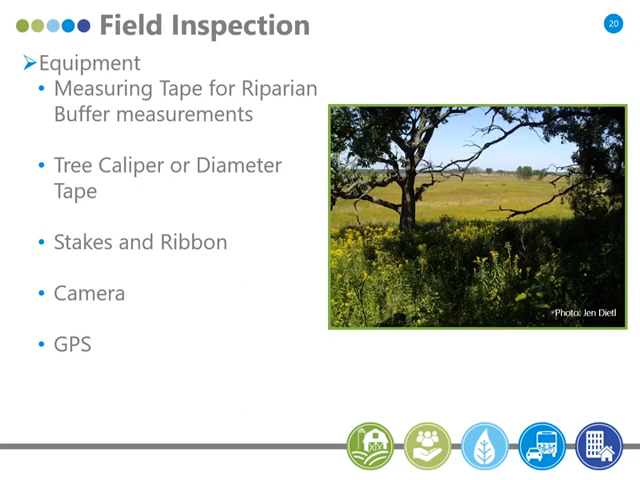 Field Inspection
20
Equipment
Measuring Tape for Riparian
Buffer measurements
Tree Caliper or Diameter
Tape
Stakes and Ribbon
Camera
GPS
Photo: Jen Dietl